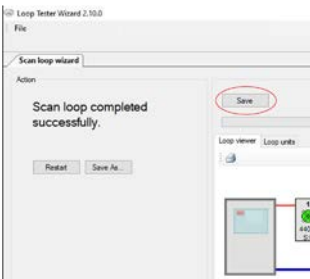 Loop Tester Wizard 2.10.0
File
Scan loop wizard
Action
Scan loop completed
successfully.
Restart Save As...
Save
Loop viewer Loop units